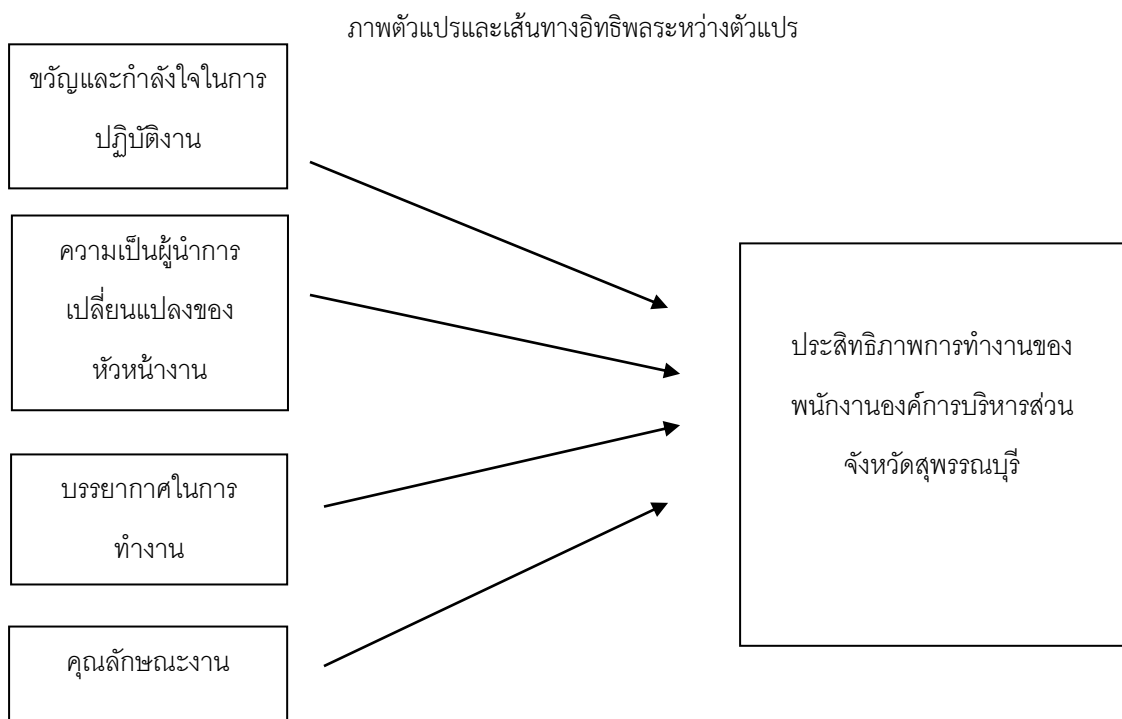 ภาพตัวแปรและเส้นทางอิทธิพลระหว่างตัวแปร
ขวัญและกำลังใจในการ
ปฏิบัติงาน
ความเป็นผู้นำการ
เปลี่ยนแปลงของ
หัวหน้างาน
บรรยากาศในการ
ทำงาน
คุณลักษณะงาน
ประสิทธิภาพการทำงานของ
พนักงานองค์การบริหารส่วน
จังหวัดสุพรรณบุรี